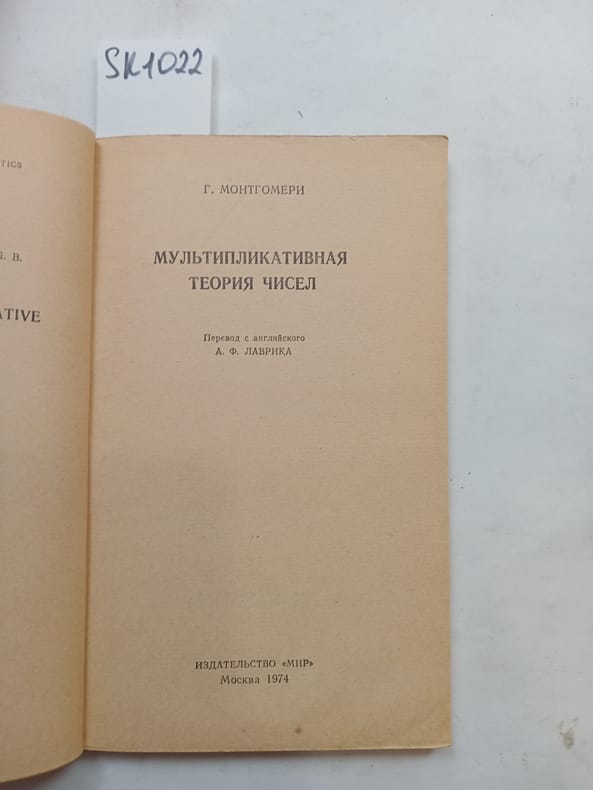 SK1022
TICS
В.
ATIVE
Г. МОНТГОМЕРИ
МУЛЬТИПЛИКАТИВНАЯ
ТЕОРИЯ ЧИСЕЛ
Перевод с английского
А. Ф. ЛАВРИКА
ИЗДАТЕЛЬСТВО «МИР»
Москва 1974